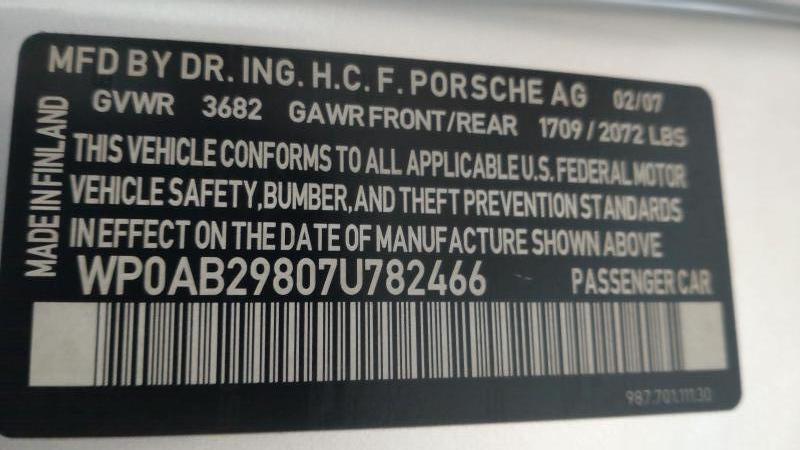 MFD BY DR. ING. H.C. F. PORSCHE AG 02/07
GVWR 3682 GAWR FRONT/REAR 1709 / 2072 LBS
THIS VEHICLE CONFORMS TO ALL APPLICABLE U.S. FEDERAL MOTOR
VEHICLE SAFETY, BUMBER, AND THEFT PREVENTION STANDARDS
IN EFFECT ON THE DATE OF MANUFACTURE SHOWN ABOVE
WP0AB29807U782466 PASSENGER CAR
MADE IN FINLAND
987.701.111.30